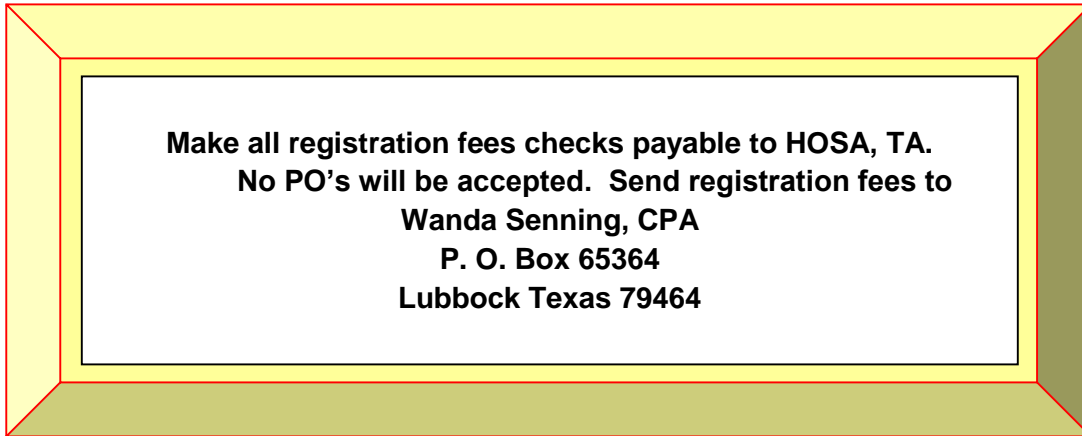 Make all registration fees checks payable to HOSA, TA.
No PO’s will be accepted.  Send registration fees to
Wanda Senning, CPA
P. O. Box 65364
Lubbock Texas 79464